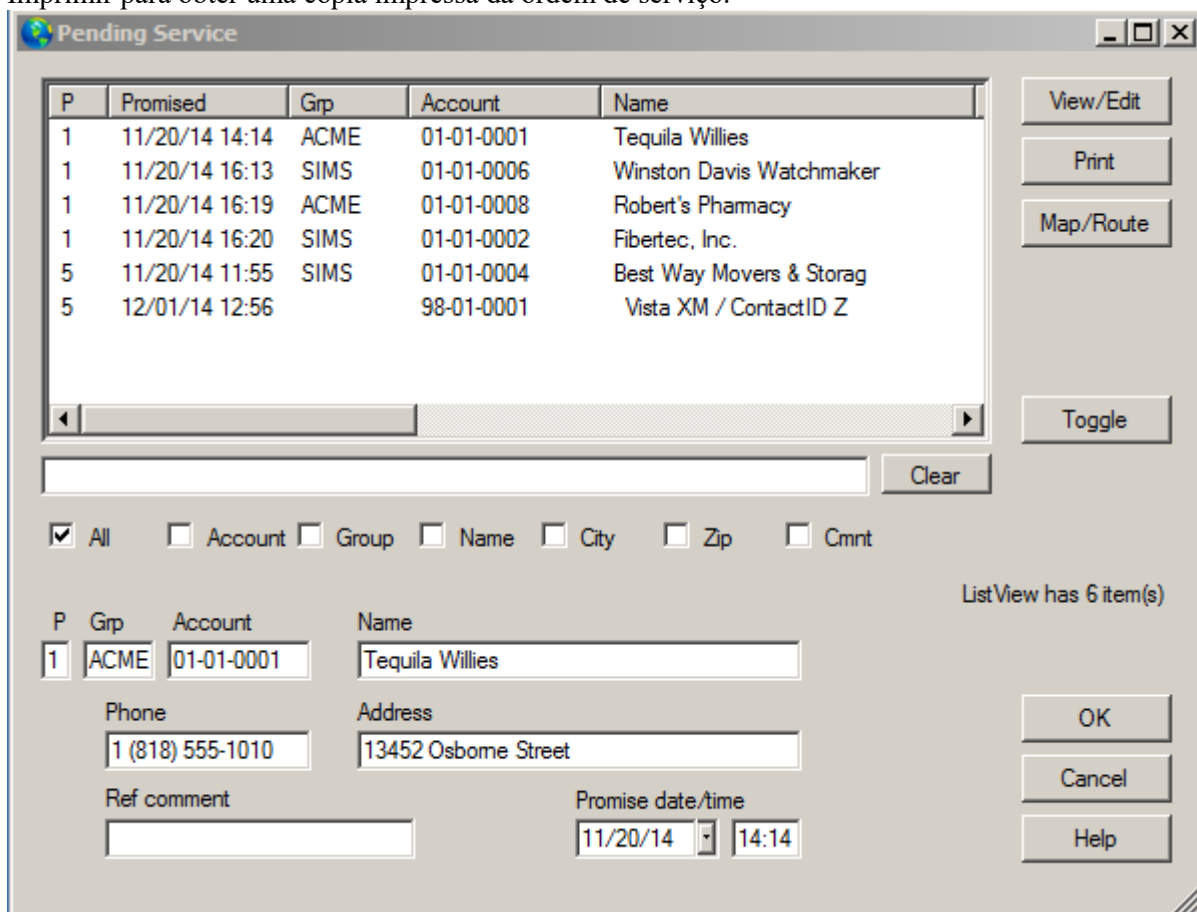 Imprimir para obter uma cópia impressa da ordem de serviço.
Pending Service
P Promised Grp Account Name
1 11/20/14 14:14 ACME 01-01-0001 Tequila Willies
1 11/20/14 16:13 SIMS 01-01-0006 Winston Davis Watchmaker
1 11/20/14 16:19 ACME 01-01-0008 Robert's Pharmacy
1 11/20/14 16:20 SIMS 01-01-0002 Fibertec, Inc.
5 11/20/14 11:55 SIMS 01-01-0004 Best Way Movers & Storag
5 12/01/14 12:56 98-01-0001 Vista XM / ContactID Z
View/Edit
Print
Map/Route
Toggle
Clear
All Account Group Name City Zip Cmnt
ListView has 6 item(s)
P Grp Account Name
1 ACME 01-01-0001 Tequila Willies
Phone Address
1 (818) 555-1010 13452 Osborne Street
Ref comment Promise date/time
11/20/14 14:14
OK
Cancel
Help